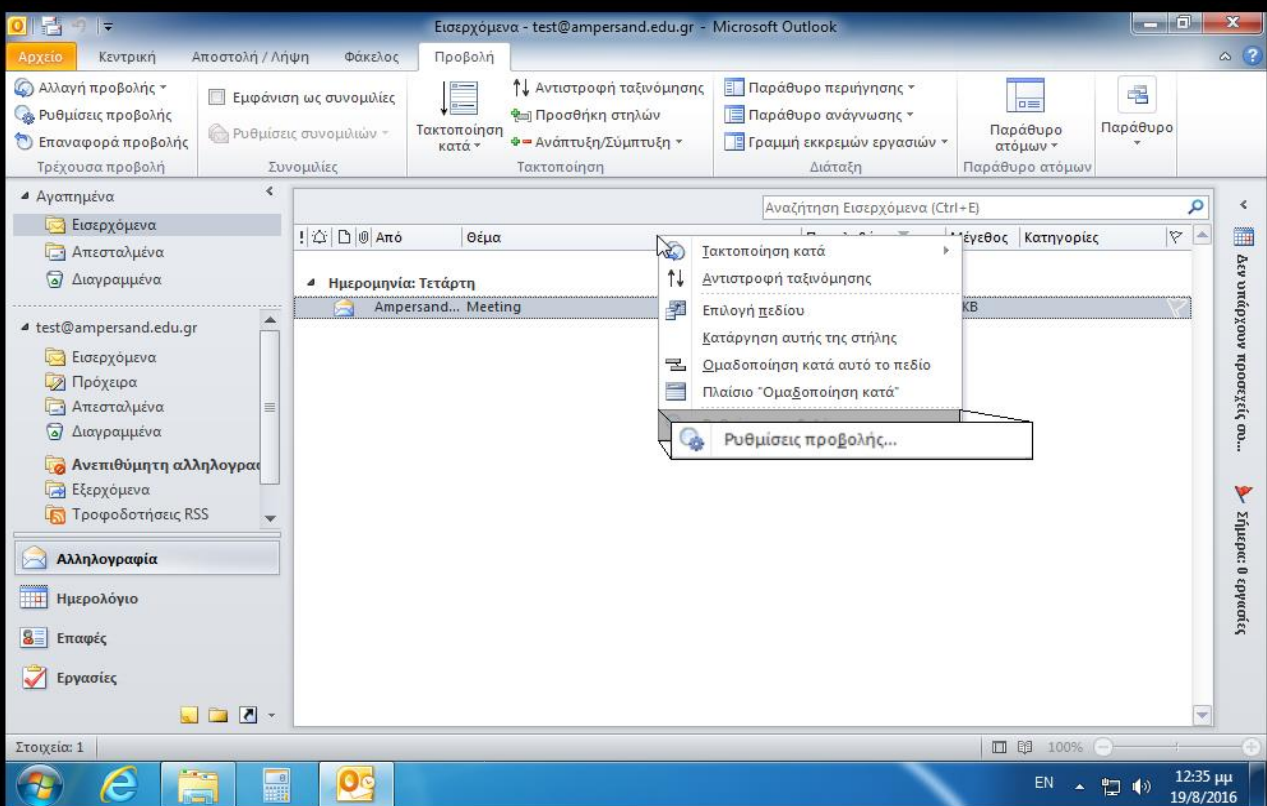 Εισερχόμενα - test@ampersand.edu.gr - Microsoft Outlook
Αρχείο Κεντρική Αποστολή / Λήψη Φάκελος Προβολή
Αλλαγή προβολής
Ρυθμίσεις προβολής
Επαναφορά προβολής
Τρέχουσα προβολή
Εμφάνιση ως συνομιλίες
Ρυθμίσεις συνομιλιών
Συνομιλίες
Τακτοποίηση
κατά
Αντιστροφή ταξινόμησης
Προσθήκη στηλών
Ανάπτυξη/Σύμπτυξη
Τακτοποίηση
Παράθυρο περιήγησης
Παράθυρο ανάγνωσης
Γραμμή εκκρεμών εργασιών
Διάταξη
Παράθυρο
ατόμων
Παράθυρο ατόμων
Παράθυρο
Αγαπημένα
Εισερχόμενα
Απεσταλμένα
Διαγραμμένα
test@ampersand.edu.gr
Εισερχόμενα
Πρόχειρα
Απεσταλμένα
Διαγραμμένα
Ανεπιθύμητη αλληλογρα
Εξερχόμενα
Τροφοδοτήσεις RSS
Αλληλογραφία
Ημερολόγιο
Επαφές
Εργασίες
Αναζήτηση Εισερχόμενα (Ctrl+E)
Από Θέμα Μέγεθος Κατηγορίες
Ημερομηνία: Τετάρτη
Ampersand... Meeting KB
Τακτοποίηση κατά
Αντιστροφή ταξινόμησης
Επιλογή πεδίου
Κατάργηση αυτής της στήλης
Ομαδοποίηση κατά αυτό το πεδίο
Πλαίσιο "Ομαδοποίηση κατά"
Ρυθμίσεις προβολής...
Δεν υπάρχουν προσεχείς συ...
Σήμερα: 0 εργασίες
Στοιχεία: 1
100%
EN
12:35 μμ
19/8/2016